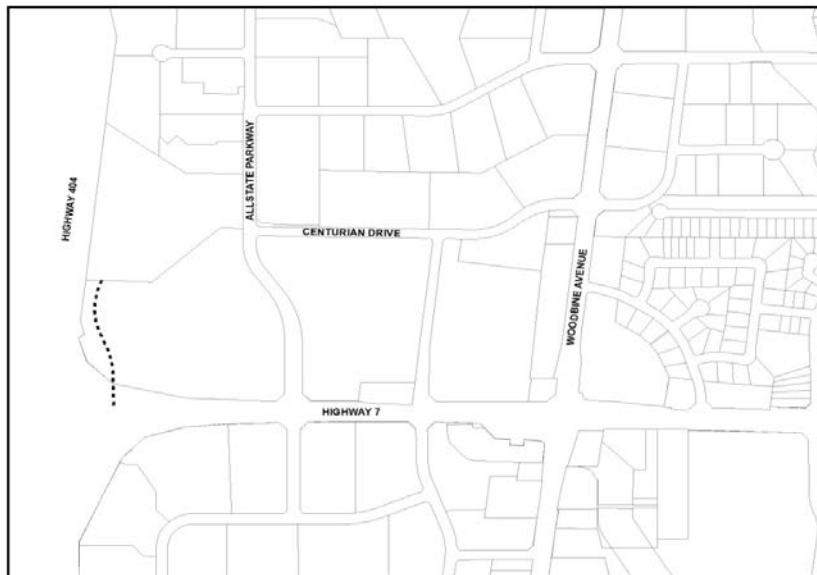 ALLSTATE PARKWAY
HIGHWAY 404
CENTURIAN DRIVE
WOODBINE AVENUE
HIGHWAY 7